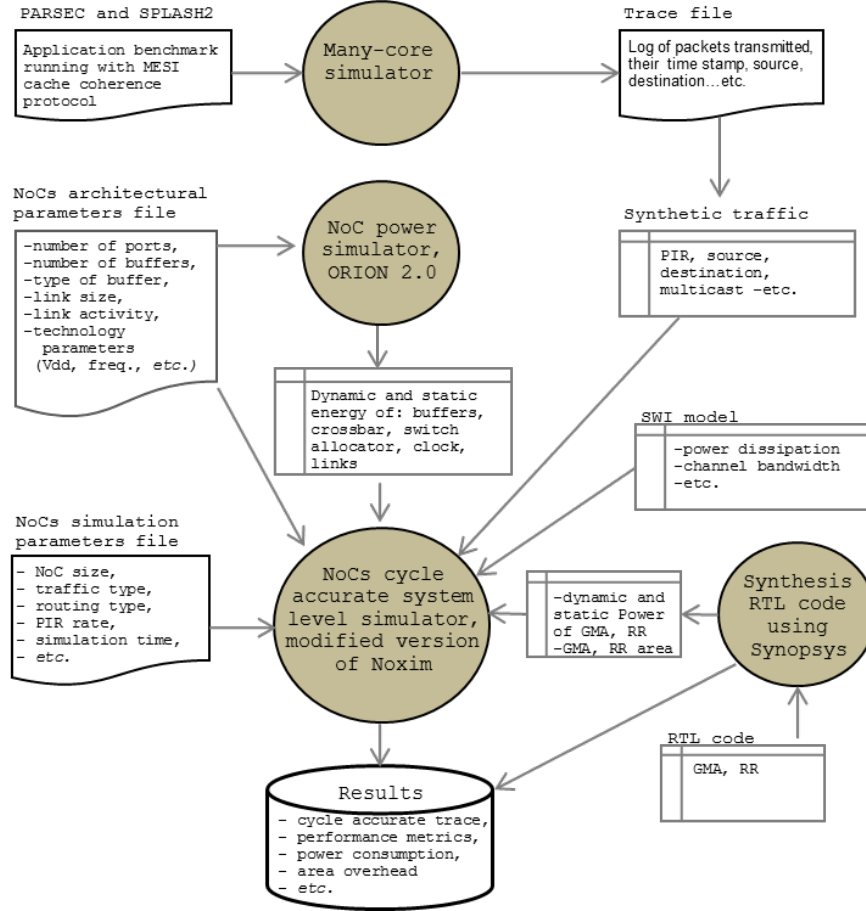 PARSEC and SPLASH2
Application benchmark
running with MESI
cache coherence
protocol
Many-core
simulator
Trace file
Log of packets transmitted,
their time stamp, source,
destination...etc.
NoCs architectural
parameters file
-number of ports,
-number of buffers,
-type of buffer,
-link size,
-link activity,
-technology
parameters
(Vdd, freq., etc.)
NoC power
simulator,
ORION 2.0
Synthetic traffic
PIR, source,
destination,
multicast -etc.
Dynamic and static
energy of: buffers,
crossbar, switch
allocator, clock,
links
SWI model
-power dissipation
-channel bandwidth
-etc.
NoCs simulation
parameters file
- NoC size,
- traffic type,
- routing type,
- PIR rate,
- simulation time,
- etc.
NoCs cycle
accurate system
level simulator,
modified version
of Noxim
-dynamic and
static Power
of GMA, RR
-GMA, RR area
Synthesis
RTL code
using
Synopsys
RTL code
GMA, RR
Results
- cycle accurate trace,
- performance metrics,
- power consumption,
- area overhead
- etc.